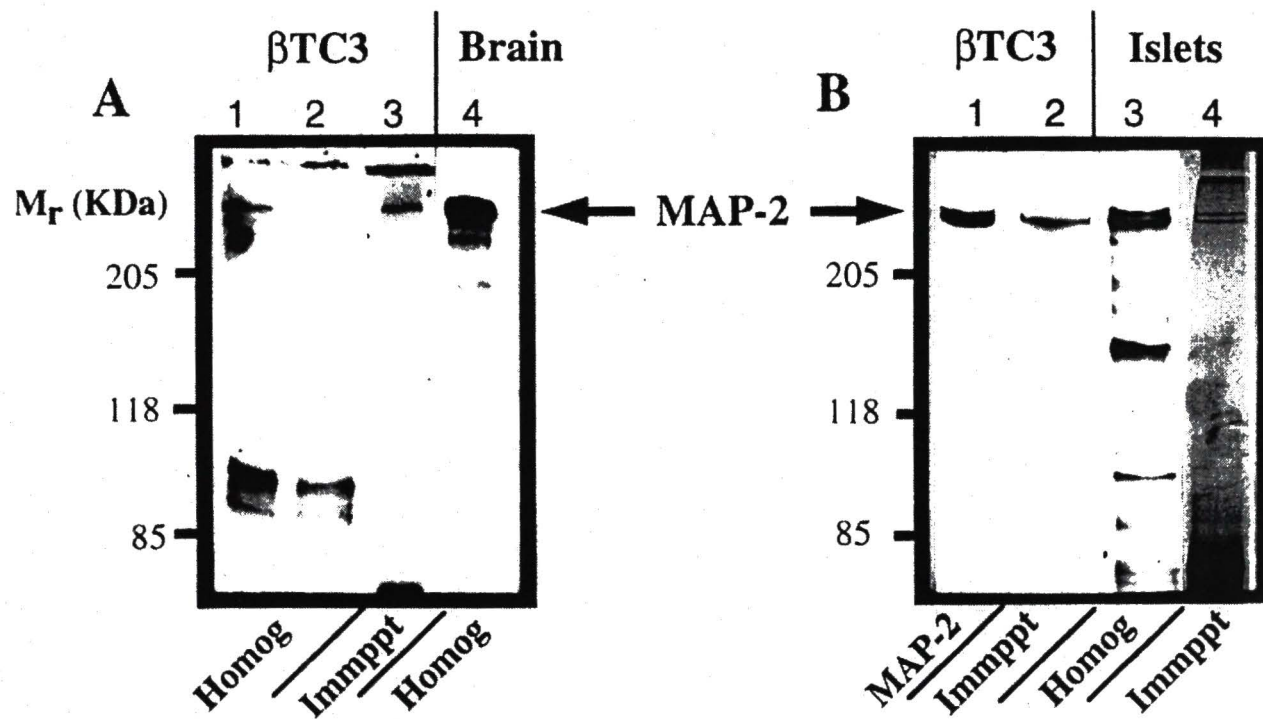 βTC3 Brain
A
1 2 3 4
Mr (KDa)
205
118
85
Homog
Immppt
Homog
MAP-2
βTC3 Islets
B
1 2 3 4
205
118
85
MAP-2
Immppt
Homog
Immppt